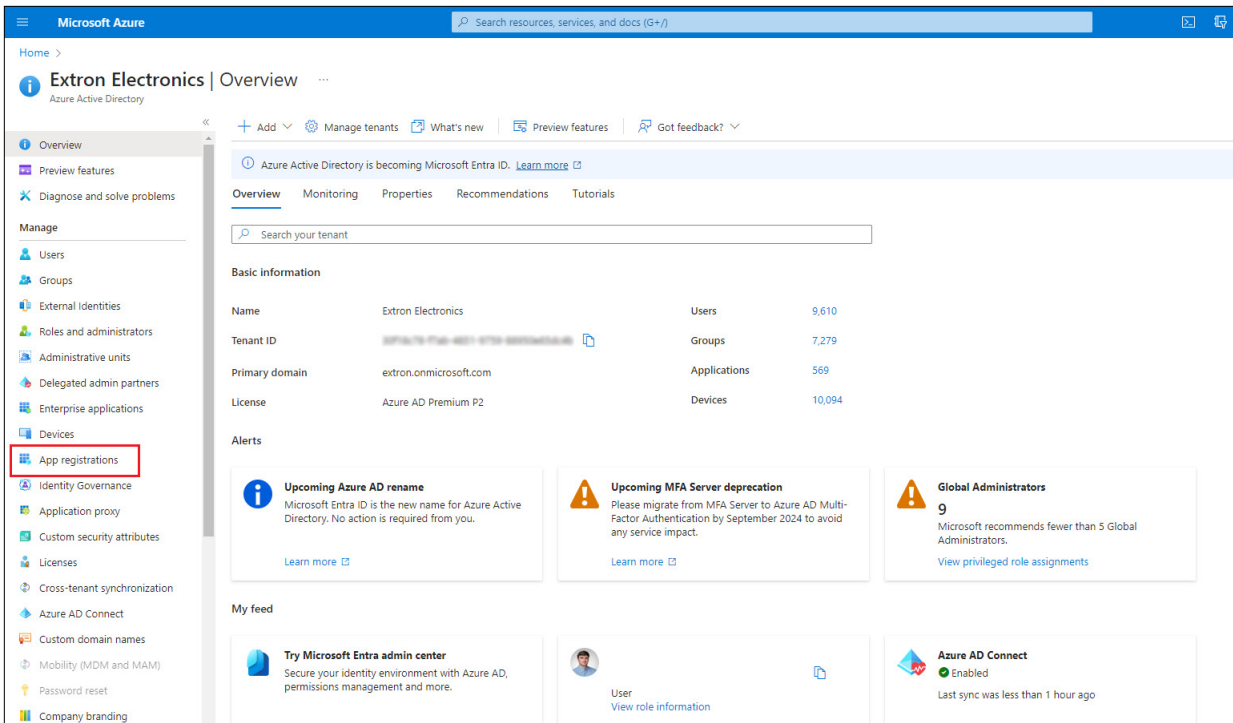 Microsoft Azure
Search resources, services, and docs (G+/)
Home >
Extron Electronics | Overview ...
Azure Active Directory
«
Overview
Preview features
Diagnose and solve problems
Manage
Users
Groups
External Identities
Roles and administrators
Administrative units
Delegated admin partners
Enterprise applications
Devices
App registrations
Identity Governance
Application proxy
Custom security attributes
Licenses
Cross-tenant synchronization
Azure AD Connect
Custom domain names
Mobility (MDM and MAM)
Password reset
Company branding
+ Add Manage tenants What's new Preview features Got feedback?
Azure Active Directory is becoming Microsoft Entra ID. Learn more
Overview Monitoring Properties Recommendations Tutorials
Search your tenant
Basic information
Name Extron Electronics Users 9,610
Tenant ID Groups 7,279
Primary domain extron.onmicrosoft.com Applications 569
License Azure AD Premium P2 Devices 10,094
Alerts
Upcoming Azure AD rename
Microsoft Entra ID is the new name for Azure Active
Directory. No action is required from you.
Learn more
Upcoming MFA Server deprecation
Please migrate from MFA Server to Azure AD Multi-
Factor Authentication by September 2024 to avoid
any service impact.
Learn more
Global Administrators
9
Microsoft recommends fewer than 5 Global
Administrators.
View privileged role assignments
My feed
Try Microsoft Entra admin center
Secure your identity environment with Azure AD,
permissions management and more.
User
View role information
Azure AD Connect
Enabled
Last sync was less than 1 hour ago